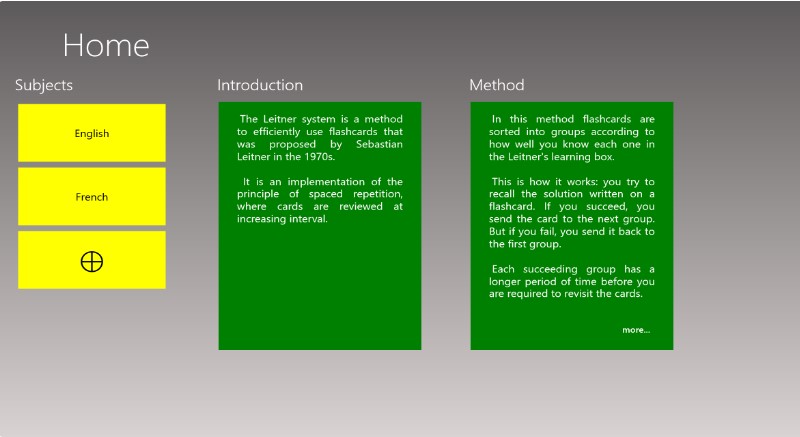 Home
Subjects
English
French
Introduction
The Leitner system is a method
to efficiently use flashcards that
was proposed by Sebastian
Leitner in the 1970s.
It is an implementation of the
principle of spaced repetition,
where cards are reviewed at
increasing interval.
Method
In this method flashcards are
sorted into groups according to
how well you know each one in
the Leitner's learning box.
This is how it works: you try to
recall the solution written on a
flashcard. If you succeed, you
send the card to the next group.
But if you fail, you send it back to
the first group.
Each succeeding group has a
longer period of time before you
are required to revisit the cards.
more...